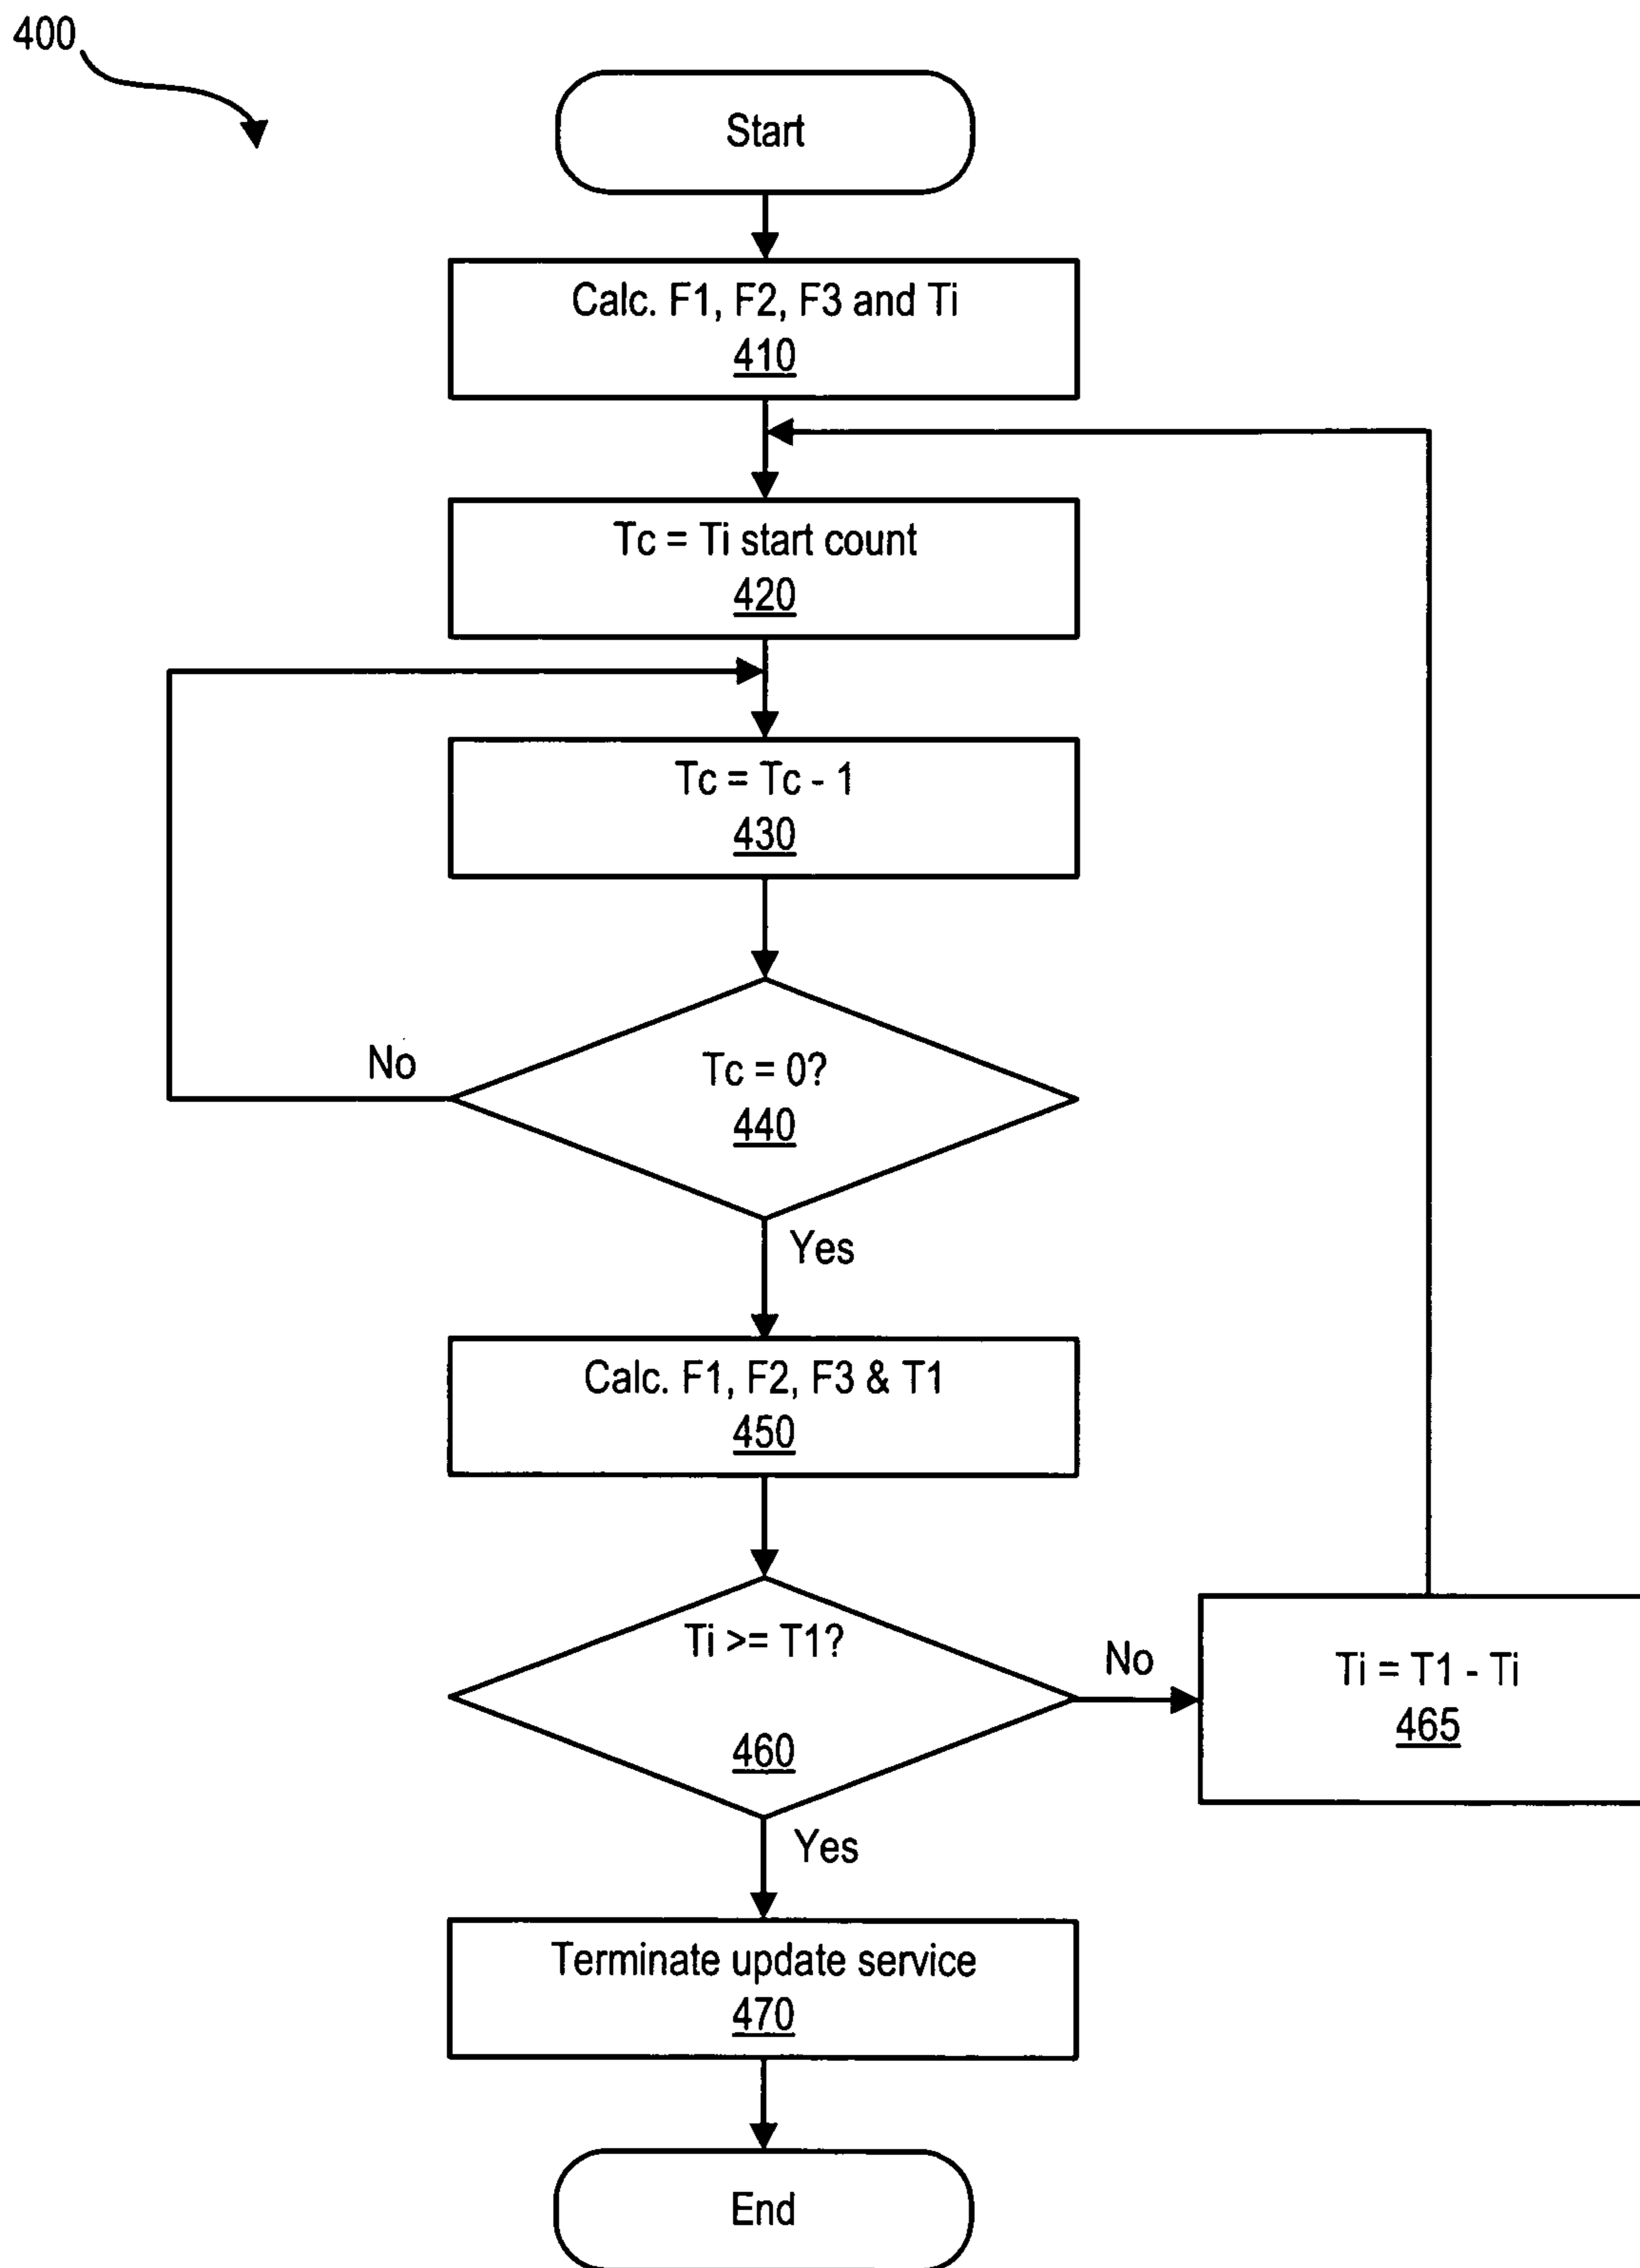 400
Start
Calc. F1, F2, F3 and Ti
410
Tc = Ti start count
420
Tc = Tc - 1
430
Tc = 0?
440
No
Yes
Calc. F1, F2, F3 & T1
450
Ti >= T1?
460
No
Ti = T1 - Ti
465
Yes
Terminate update service
470
End